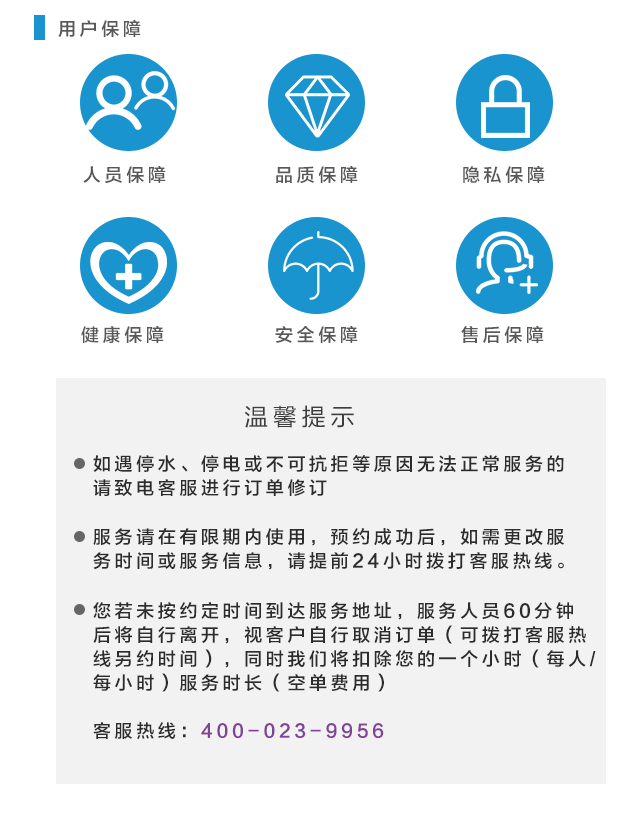 用户保障
人员保障
品质保障
隐私保障
健康保障
安全保障
售后保障
温馨提示
如遇停水、停电或不可抗拒等原因无法正常服务的
请致电客服进行订单修订
服务请在有限期内使用，预约成功后，如需更改服
务时间或服务信息，请提前24小时拨打客服热线。
您若未按约定时间到达服务地址，服务人员60分钟
后将自行离开，视客户自行取消订单（可拨打客服热
线另约时间），同时我们将扣除您的一个小时（每人/
每小时）服务时长（空单费用）
客服热线：400-023-9956